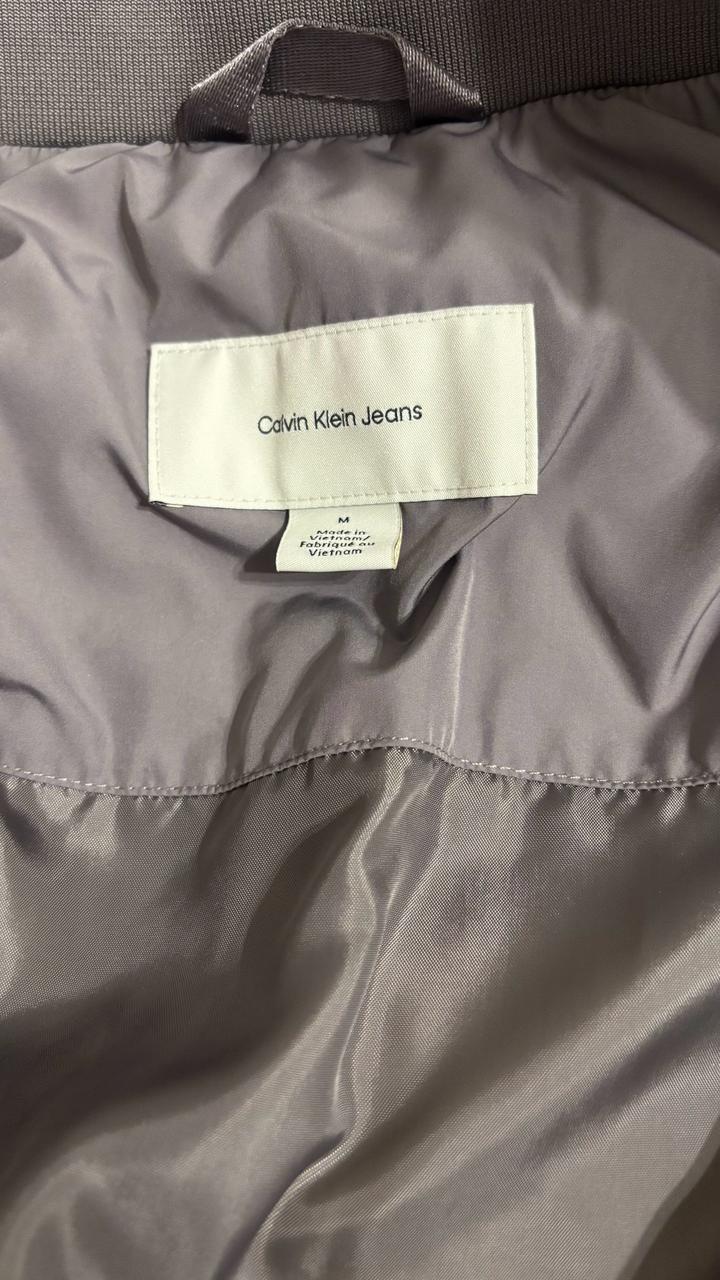 Calvin Klein Jeans
M
Made in
Vietnam/
Fabriqué au
Vietnam